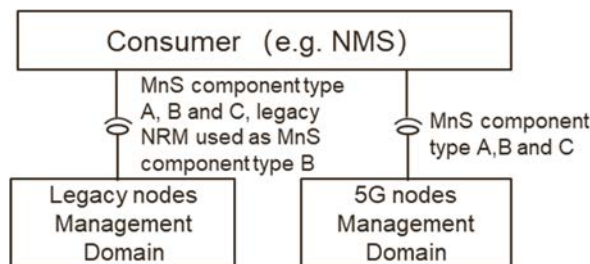 Consumer (e.g. NMS)
MnS component type
A, B and C, legacy
NRM used as MnS
component type B
MnS component
type A,B and C
Legacy nodes
Management
Domain
5G nodes
Management
Domain